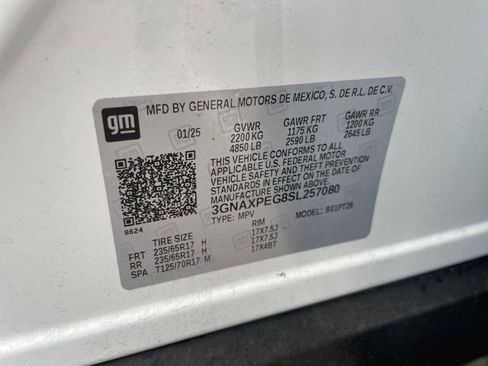 gm
MFD BY GENERAL MOTORS DE MEXICO, S. DE R.L. DE C.V.
01/25 GVWR GAWR FRT GAWR RR
2200 KG 1175 KG 1200 KG
4850 LB 2590 LB 2645 LB
THIS VEHICLE CONFORMS TO ALL
APPLICABLE U.S. FEDERAL MOTOR
VEHICLE SAFETY AND THEFT PREVENTION
STANDARDS IN EFFECT ON THE DATE OF
MANUFACTURE SHOWN ABOVE.
3GNAXPEG8SL257080
TYPE: MPV MODEL: 801PT26
8624
TIRE SIZE RIM
FRT 235/65R17 H 17X7.5J
RR 235/65R17 H 17X7.5J
SPA T125/70R17 M 17X4BT